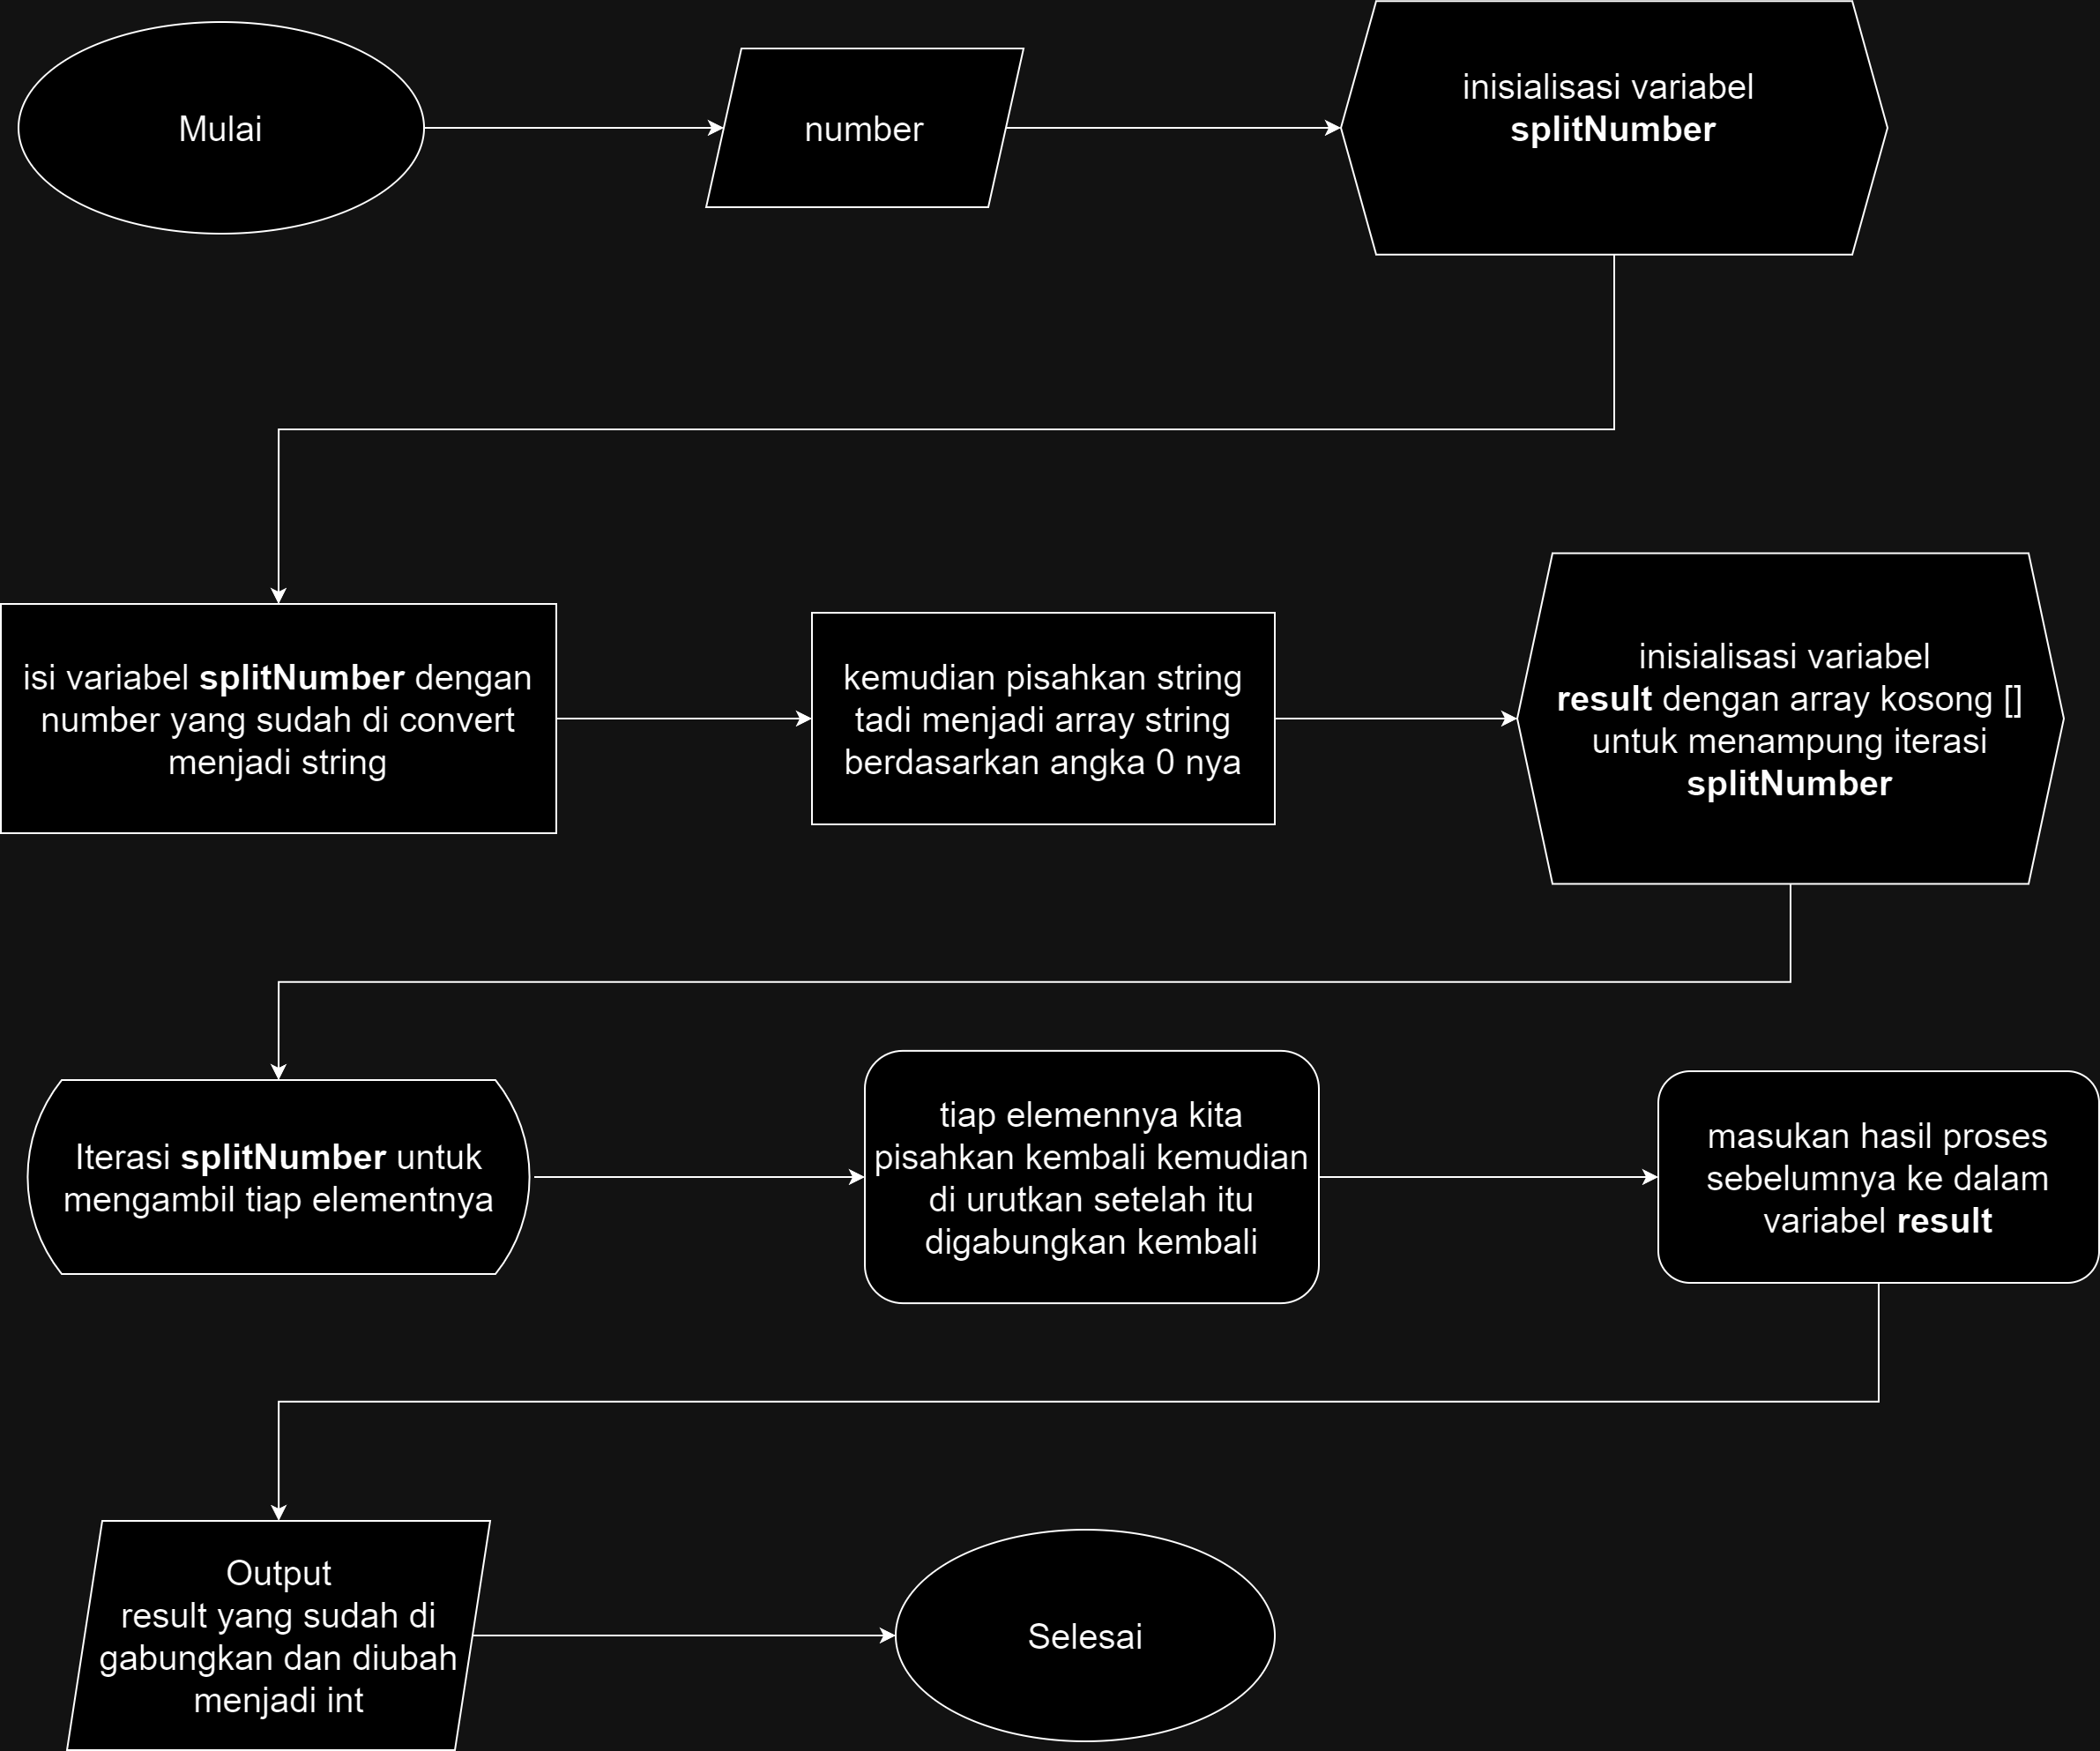 Mulai
number
inisialisasi variabel
splitNumber
isi variabel splitNumber dengan
number yang sudah di convert
menjadi string
kemudian pisahkan string
tadi menjadi array string
berdasarkan angka 0 nya
inisialisasi variabel
result dengan array kosong []
untuk menampung iterasi
splitNumber
Iterasi splitNumber untuk
mengambil tiap elementnya
tiap elemennya kita
pisahkan kembali kemudian
di urutkan setelah itu
digabungkan kembali
masukan hasil proses
sebelumnya ke dalam
variabel result
Output
result yang sudah di
gabungkan dan diubah
menjadi int
Selesai